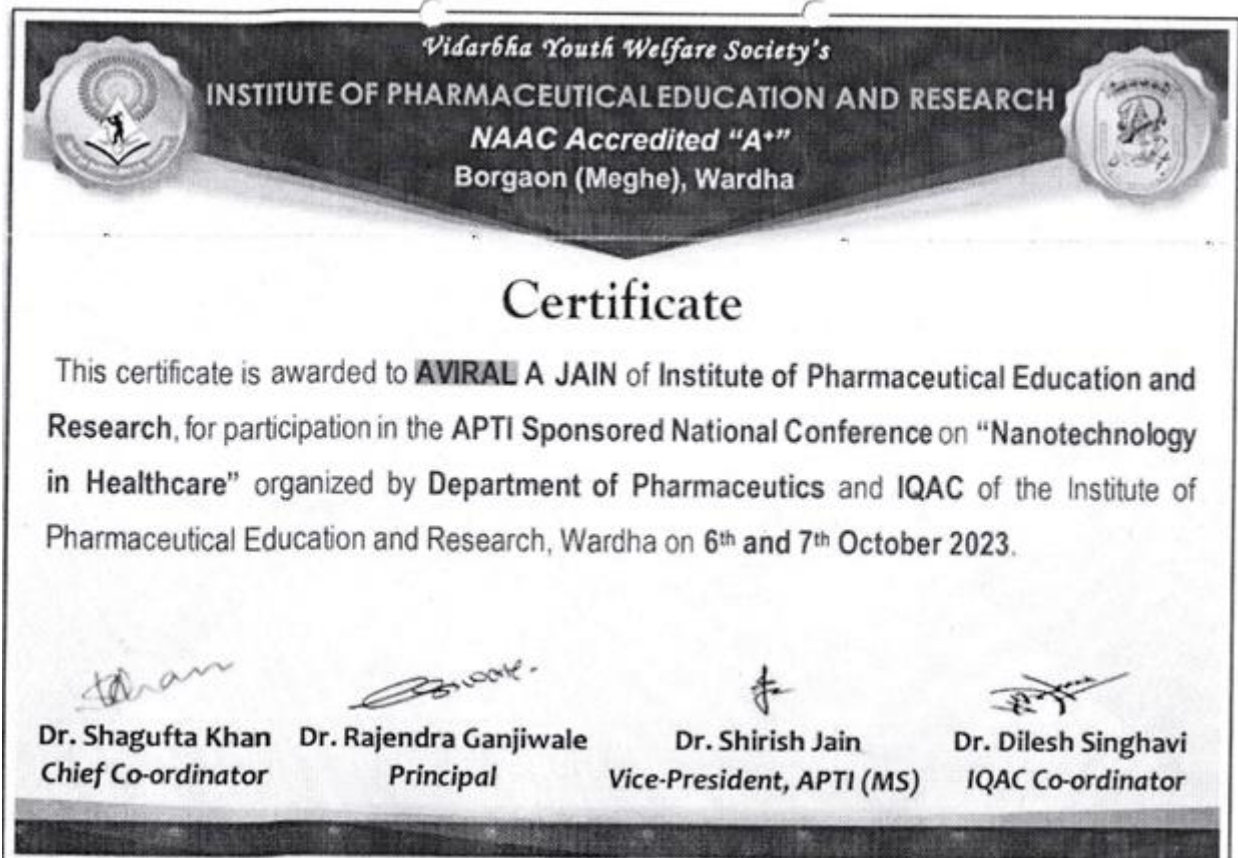 Vidarbha Youth Welfare Society's
INSTITUTE OF PHARMACEUTICAL EDUCATION AND RESEARCH
NAAC Accredited "A+"
Borgaon (Meghe), Wardha
Certificate
This certificate is awarded to AVIRAL A JAIN of Institute of Pharmaceutical Education and
Research, for participation in the APTI Sponsored National Conference on "Nanotechnology
in Healthcare" organized by Department of Pharmaceutics and IQAC of the Institute of
Pharmaceutical Education and Research, Wardha on 6th and 7th October 2023.
Dr. Shagufta Khan Dr. Rajendra Ganjiwale Dr. Shirish Jain Dr. Dilesh Singhavi
Chief Co-ordinator Principal Vice-President, APTI (MS) IQAC Co-ordinator